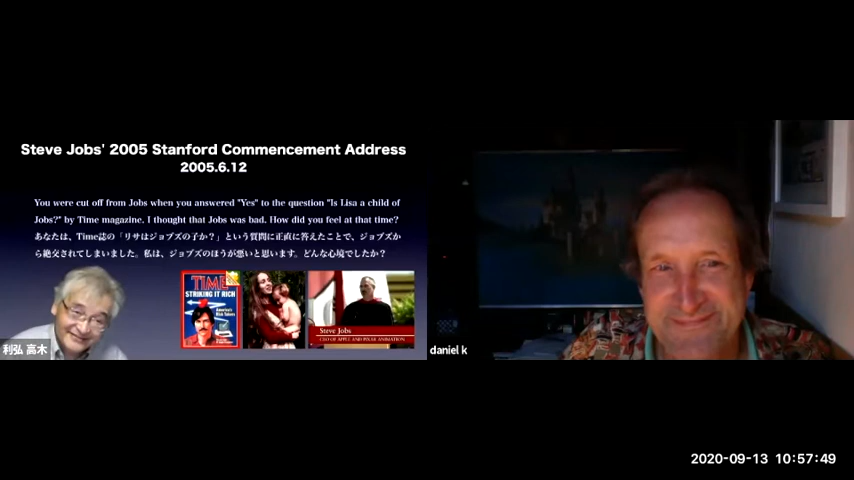 Steve Jobs' 2005 Stanford Commencement Address
2005.6.12
You were cut off from Jobs when you answered "Yes" to the question "Is Lisa a child of
Jobs?" by Time magazine. I thought that Jobs was bad. How did you feel at that time?
あなたは、Time誌の「リサはジョブズの子か?」という質問に正直に答えたことで、ジョブズか
ら絶交されてしまいました。私は、ジョブズのほうが悪いと思います。どんな心境でしたか?
TIME
STRIKING IT RICH
America's
Risk Takers
Steve Jobs
CEO OF APPLE AND PIXAR ANIMATION
利弘 高木
daniel k
2020-09-13 10:57:49